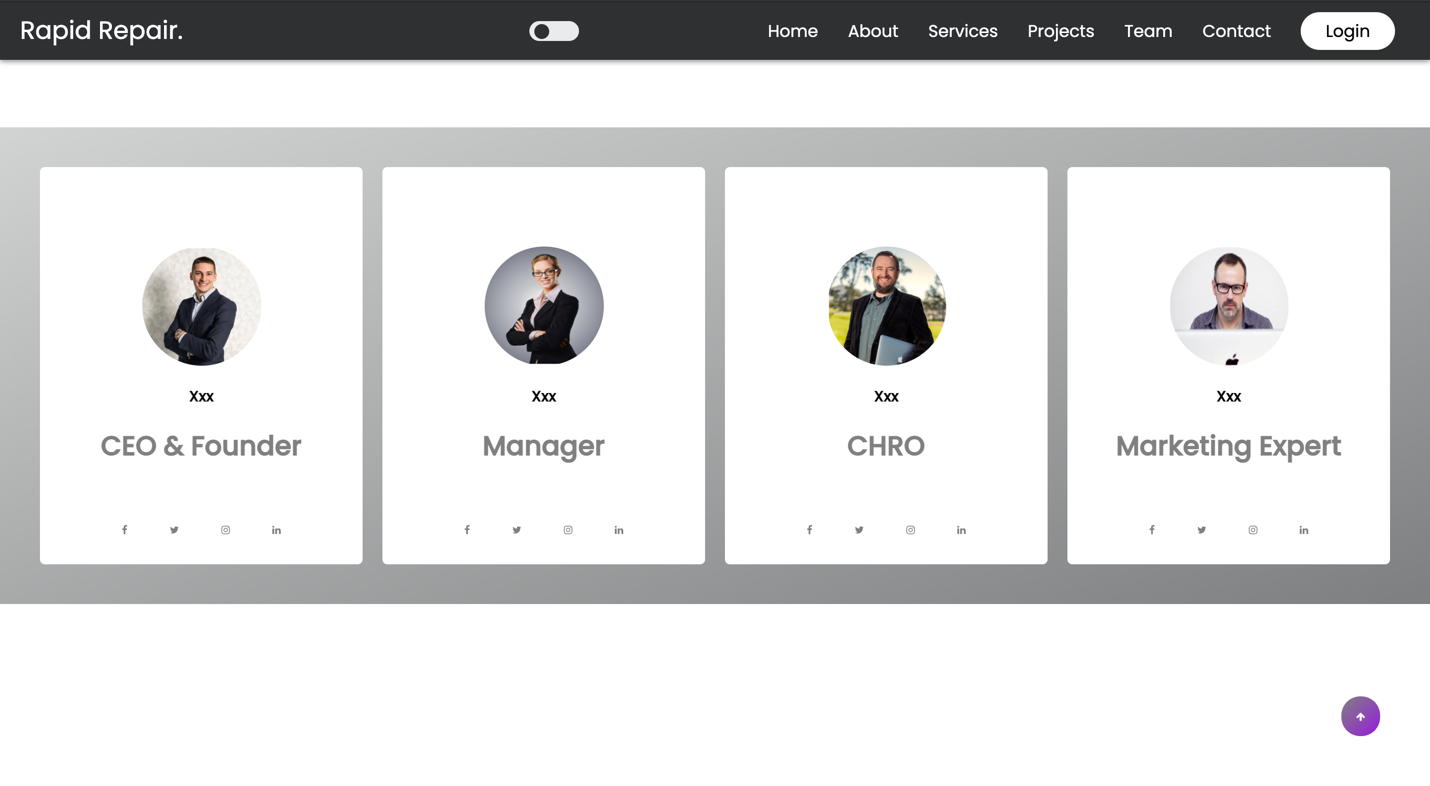 Rapid Repair.
Home About Services Projects Team Contact Login
Xxx Xxx Xxx Xxx
CEO & Founder Manager CHRO Marketing Expert